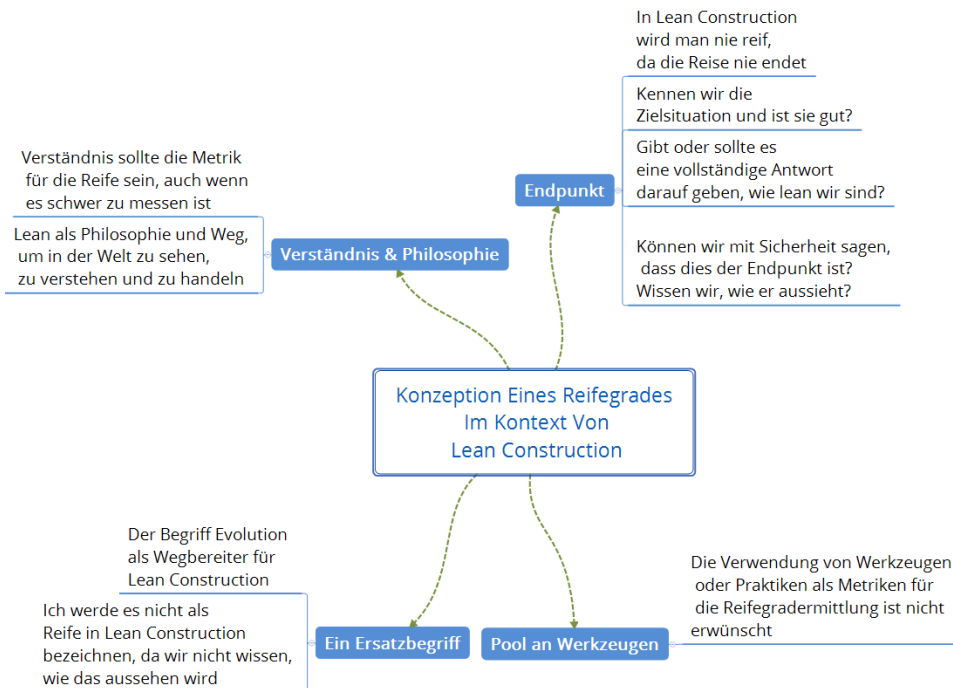 In Lean Construction
wird man nie reif,
da die Reise nie endet
Kennen wir die
Zielsituation und ist sie gut?
Gibt oder sollte es
eine vollständige Antwort
darauf geben, wie lean wir sind?
Können wir mit Sicherheit sagen,
dass dies der Endpunkt ist?
Wissen wir, wie er aussieht?
Endpunkt
Verständnis sollte die Metrik
für die Reife sein, auch wenn
es schwer zu messen ist
Lean als Philosophie und Weg,
um in der Welt zu sehen,
zu verstehen und zu handeln
Verständnis & Philosophie
Konzeption Eines Reifegrades
Im Kontext Von
Lean Construction
Der Begriff Evolution
als Wegbereiter für
Lean Construction
Ich werde es nicht als
Reife in Lean Construction
bezeichnen, da wir nicht wissen,
wie das aussehen wird
Ein Ersatzbegriff
Pool an Werkzeugen
Die Verwendung von Werkzeugen
oder Praktiken als Metriken für
die Reifegradermittlung ist nicht
erwünscht